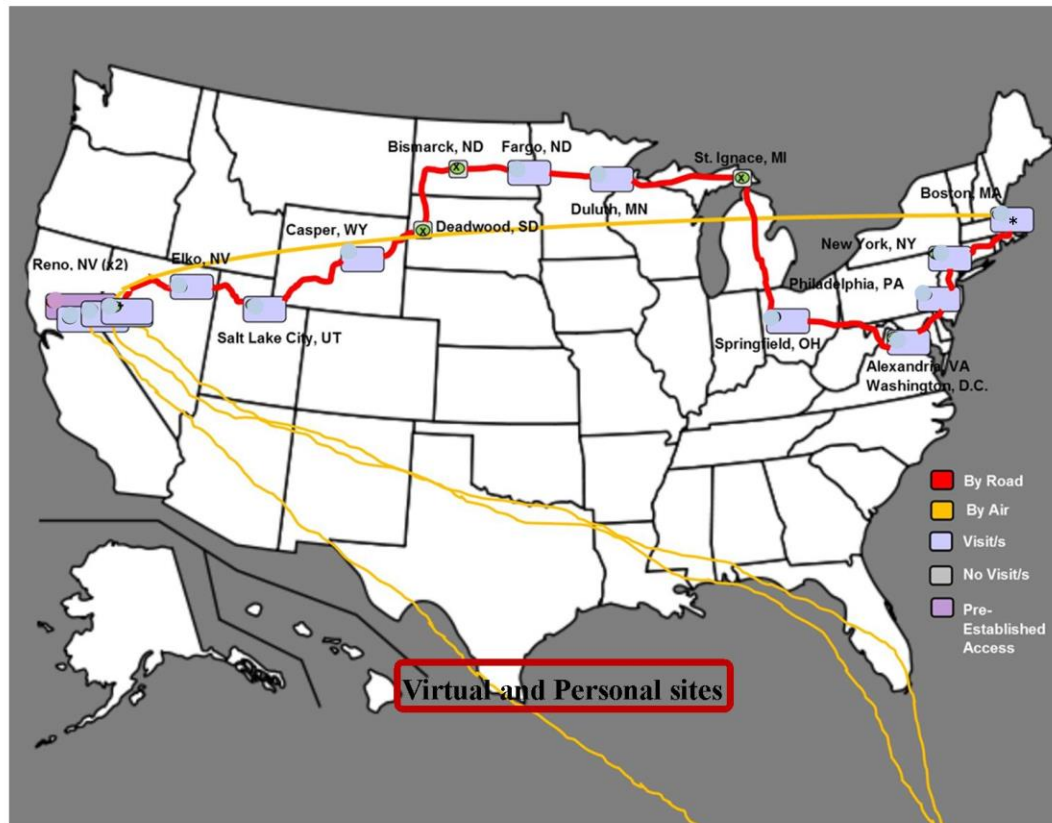 Bismarck, ND
Fargo, ND
St. Ignace, MI
Boston, MA
Duluth, MN
Casper, WY
Deadwood, SD
New York, NY
Elko, NV
Reno, NV (x2)
Philadelphia, PA
Salt Lake City, UT
Springfield, OH
Alexandria, VA
Washington, D.C.
x
x
x
*
By Road
By Air
Visit/s
No Visit/s
Pre-
Established
Access
Virtual and Personal sites